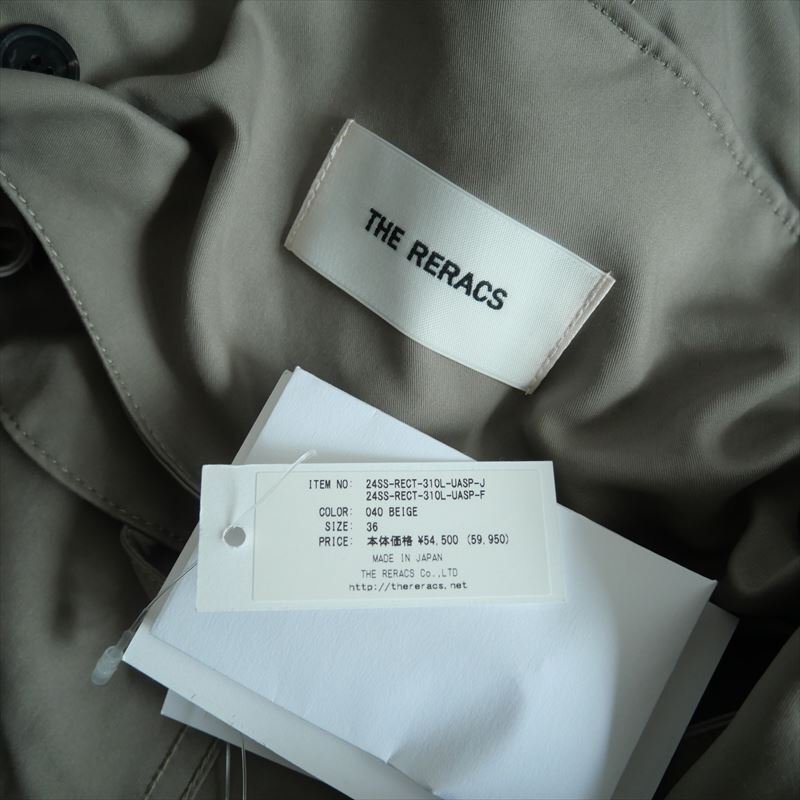 THE RERACS
ITEM NO: 24SS-RECT-310L-UASP-J
24SS-RECT-310L-UASP-F
COLOR: 040 BEIGE
SIZE: 36
PRICE: 本体価格 ¥54,500 (59,950)
MADE IN JAPAN
THE RERACS Co.,LTD
http://thereracs.net